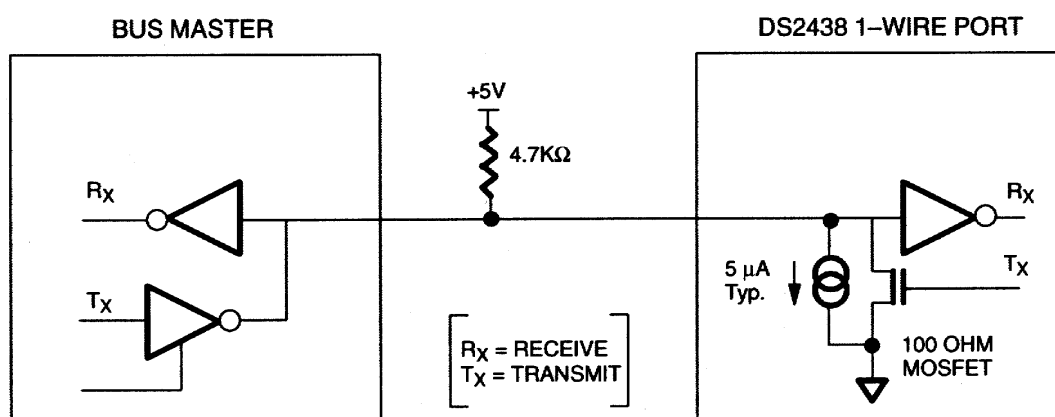 BUS MASTER
DS2438 1–WIRE PORT
+5V
4.7KΩ
RX
TX
RX = RECEIVE
TX = TRANSMIT
5 μA
Typ.
RX
TX
100 OHM
MOSFET